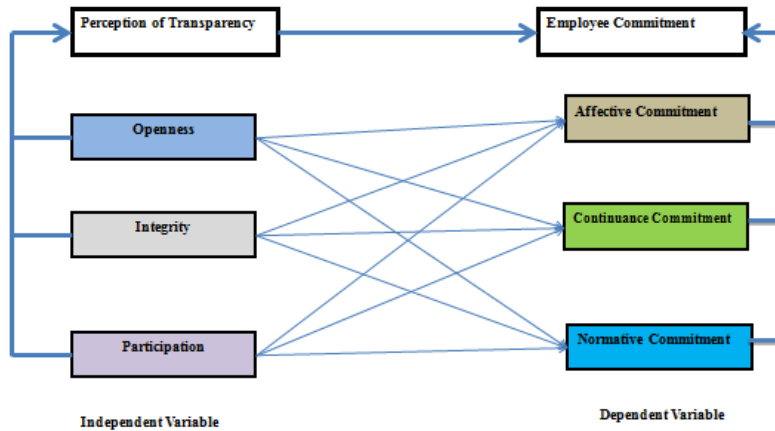 Perception of Transparency
Employee Commitment
Openness
Affective Commitment
Integrity
Continuance Commitment
Participation
Normative Commitment
Independent Variable
Dependent Variable